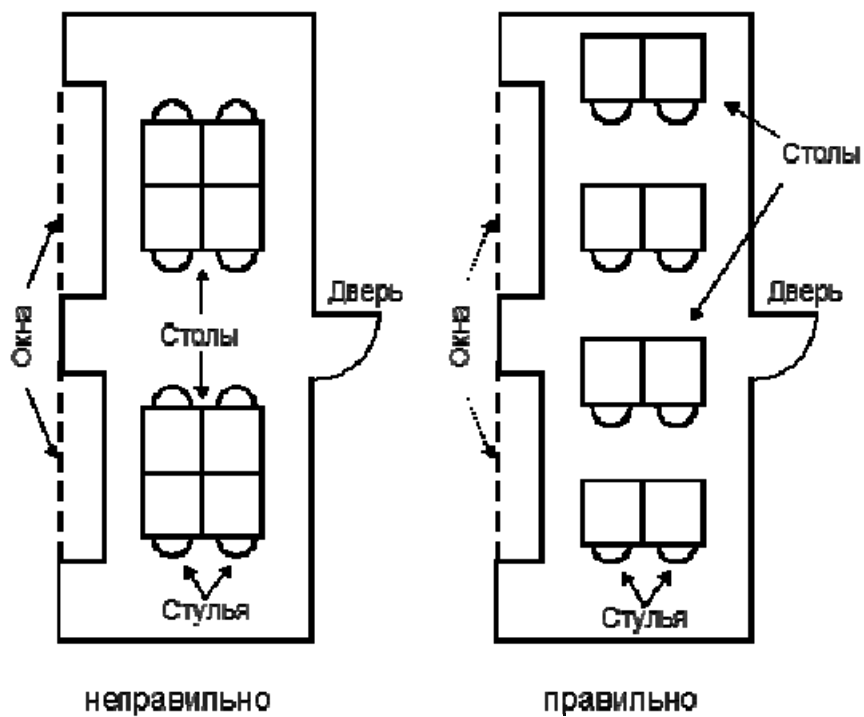 Окна
Столы
Дверь
Стулья
неправильно
Окна
Столы
Дверь
Стулья
правильно